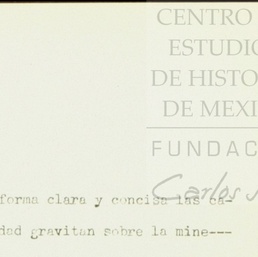 CENTRO
ESTUDIO
DE HISTO
DE MEXI
FUNDAC
Carlos
forma clara y concisa las ca-
dad gravitan sobre la mine---